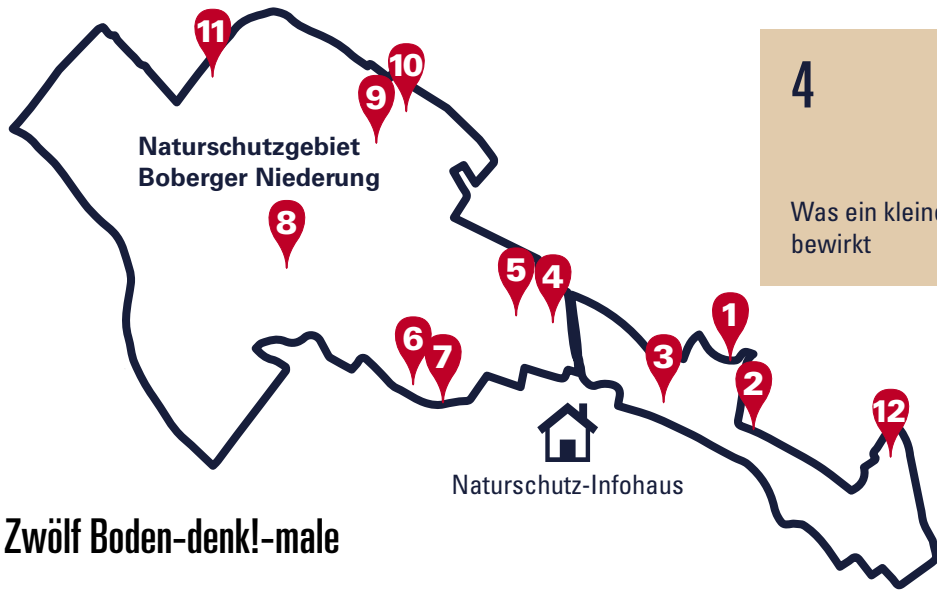 11
10
9
Naturschutzgebiet
Boberger Niederung
8
5
4
1
6
7
3
2
12
Naturschutz-Infohaus
Zwölf Boden-denk!-male
4
Was ein kleine
bewirkt